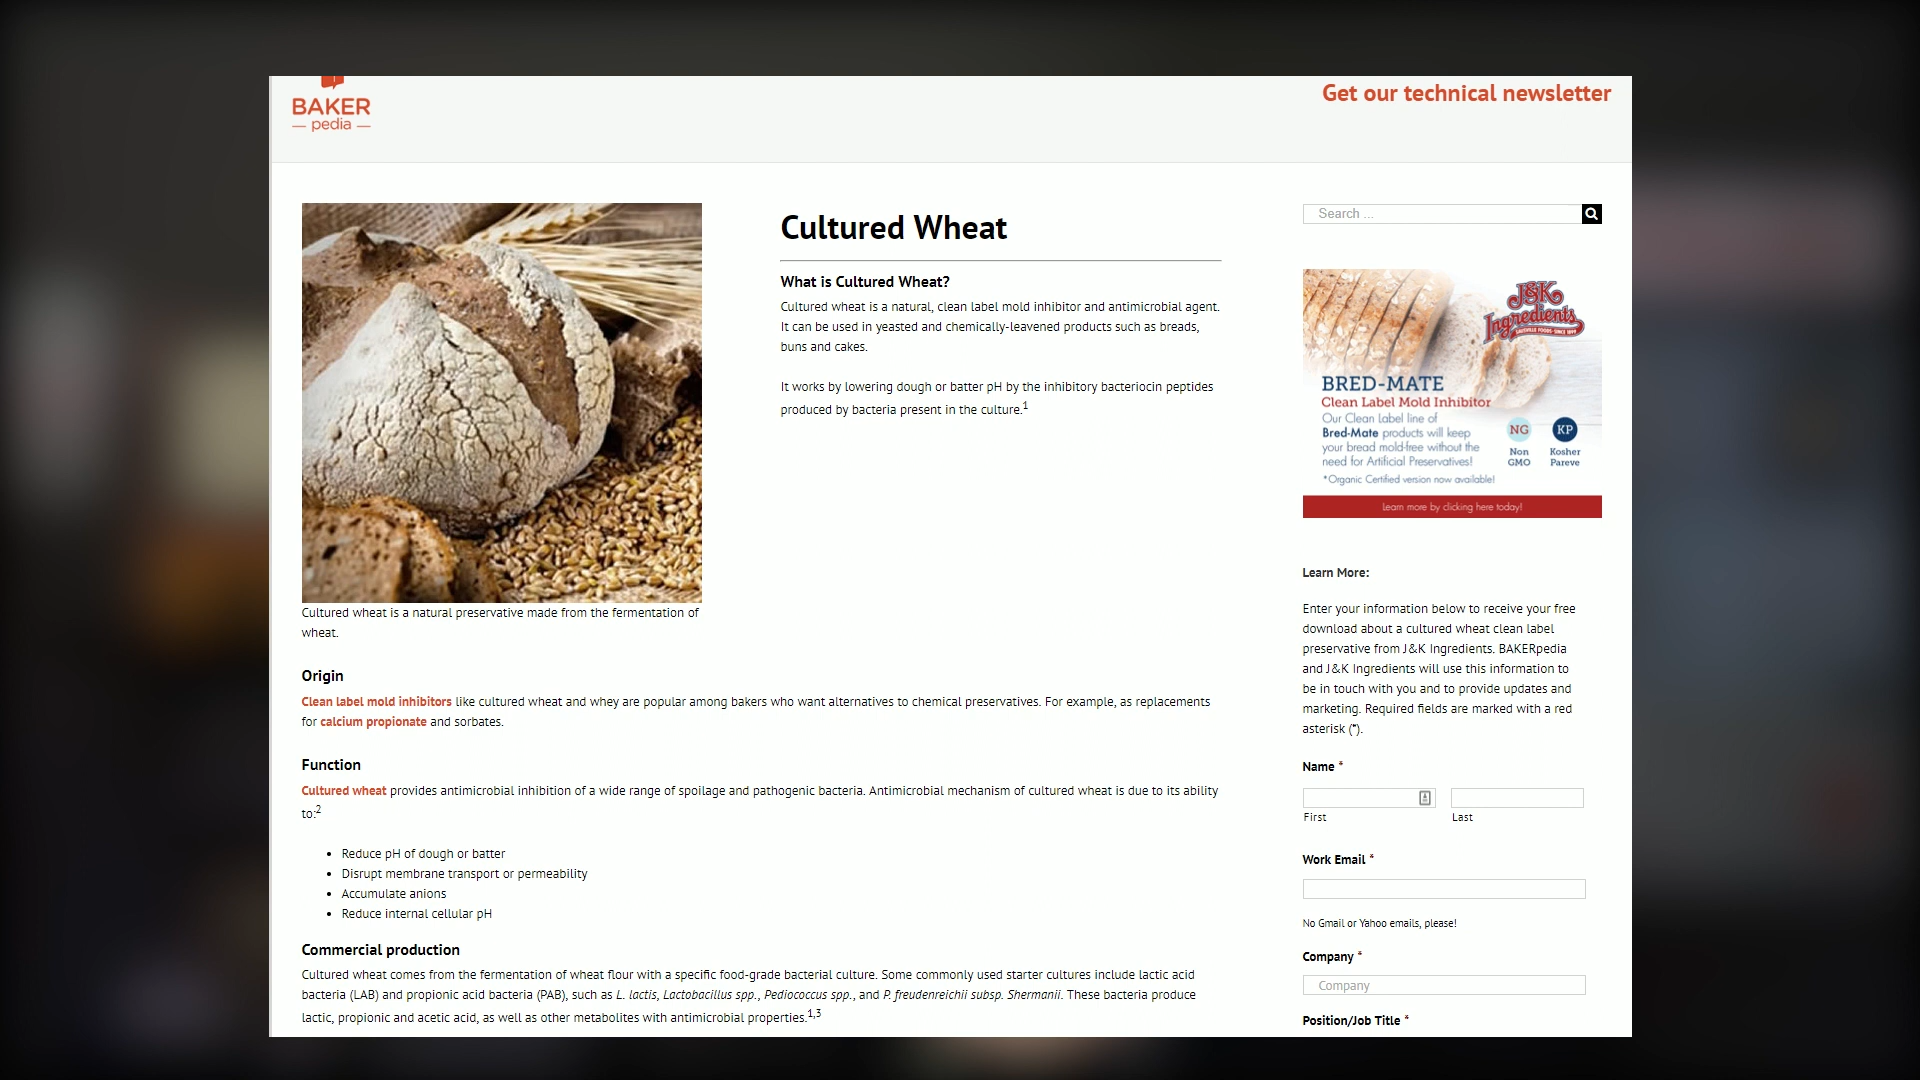 BAKER
pedia
Get our technical newsletter
Cultured Wheat
What is Cultured Wheat?
Cultured wheat is a natural, clean label mold inhibitor and antimicrobial agent.
It can be used in yeasted and chemically-leavened products such as breads,
buns and cakes.
It works by lowering dough or batter pH by the inhibitory bacteriocin peptides
produced by bacteria present in the culture.1
Cultured wheat is a natural preservative made from the fermentation of
wheat.
Origin
Clean label mold inhibitors like cultured wheat and whey are popular among bakers who want alternatives to chemical preservatives. For example, as replacements
for calcium propionate and sorbates.
Function
Cultured wheat provides antimicrobial inhibition of a wide range of spoilage and pathogenic bacteria. Antimicrobial mechanism of cultured wheat is due to its ability
to:2
• Reduce pH of dough or batter
• Disrupt membrane transport or permeability
• Accumulate anions
• Reduce internal cellular pH
Commercial production
Cultured wheat comes from the fermentation of wheat flour with a specific food-grade bacterial culture. Some commonly used starter cultures include lactic acid
bacteria (LAB) and propionic acid bacteria (PAB), such as L. lactis, Lactobacillus spp., Pediococcus spp., and P. freudenreichii subsp. Shermanii. These bacteria produce
lactic, propionic and acetic acid, as well as other metabolites with antimicrobial properties.1,3
Search ...
J&K
Ingredients
BRED-MATE
Clean Label Mold Inhibitor
Our Clean Label line of
Bred-Mate products will keep
your bread mold-free without the
need for Artificial Preservatives!
*Organic Certified version now available!
NG
Non
GMO
KP
Kosher
Pareve
learn more by clicking here today!
Learn More:
Enter your information below to receive your free
download about a cultured wheat clean label
preservative from J&K Ingredients. BAKERpedia
and J&K Ingredients will use this information to
be in touch with you and to provide updates and
marketing. Required fields are marked with a red
asterisk (*).
Name *
First
Last
Work Email *
No Gmail or Yahoo emails, please!
Company *
Company
Position/Job Title *